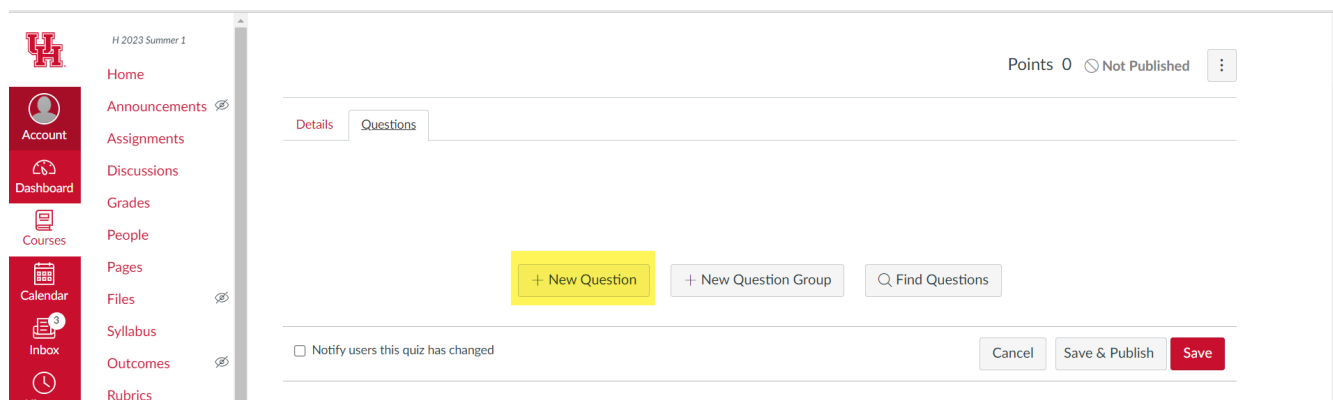 UH
Account
Dashboard
Courses
Calendar
3
Inbox
H 2023 Summer 1
Home
Announcements
Assignments
Discussions
Grades
People
Pages
Files
Syllabus
Outcomes
Rubrics
Points 0 Not Published
Details Questions
+ New Question + New Question Group Find Questions
Notify users this quiz has changed
Cancel Save & Publish Save